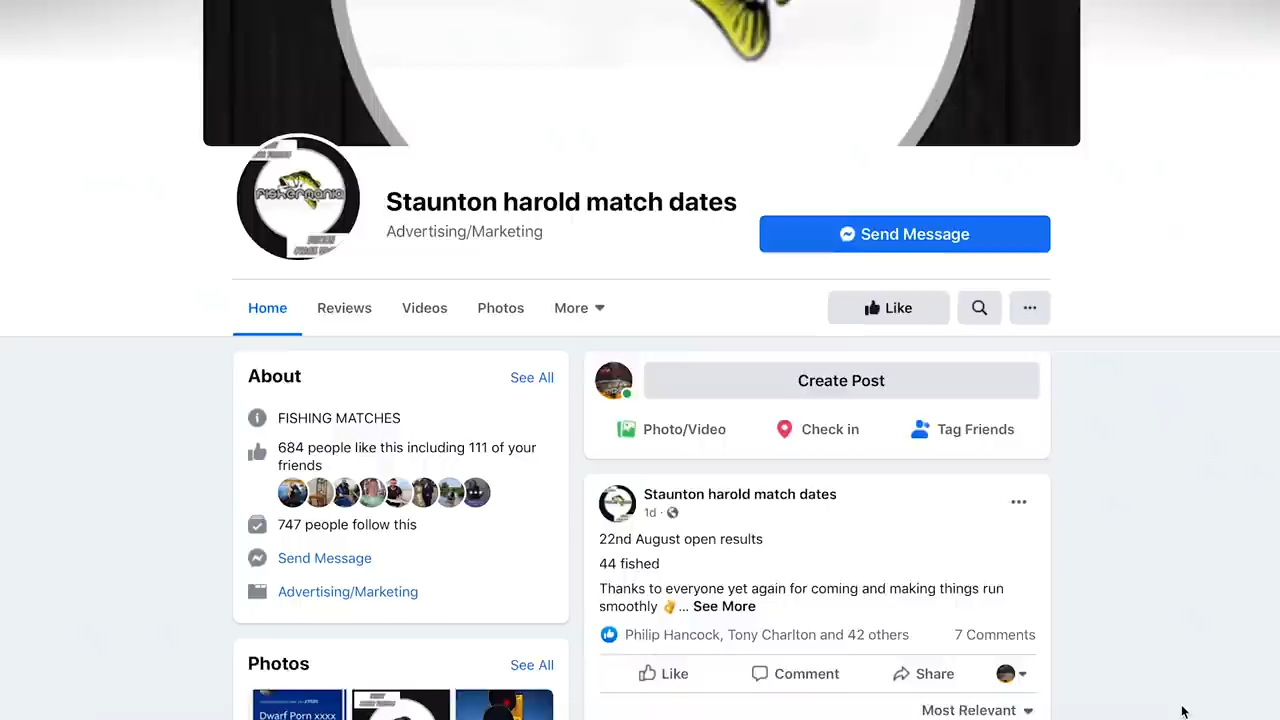 FISHERMANIA
Staunton harold match dates
Advertising/Marketing
Send Message
Home
Reviews
Videos
Photos
More
Like
About
See All
FISHING MATCHES
684 people like this including 111 of your
friends
747 people follow this
Send Message
Advertising/Marketing
Photos
See All
Dwarf Porn xxxx
Create Post
Photo/Video
Check in
Tag Friends
Staunton harold match dates
1d ·
22nd August open results
44 fished
Thanks to everyone yet again for coming and making things run
smoothly ✌️... See More
Philip Hancock, Tony Charlton and 42 others
7 Comments
Like
Comment
Share
Most Relevant